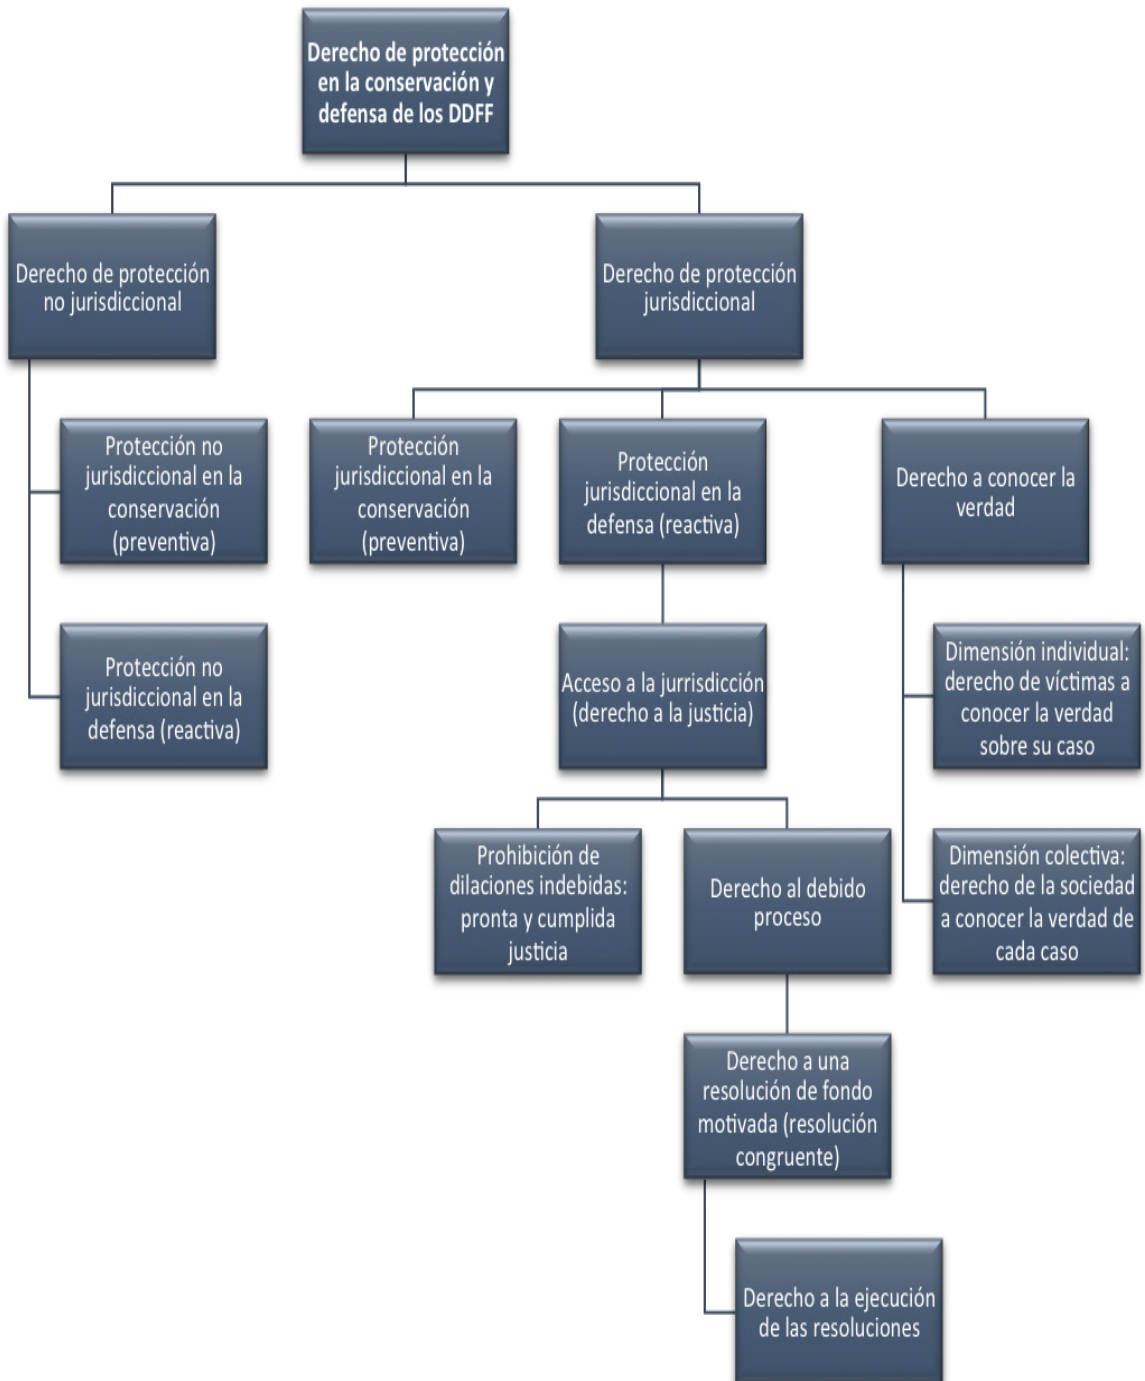 Derecho de protección
en la conservación y
defensa de los DDFF
Derecho de protección
no jurisdiccional
Derecho de protección
jurisdiccional
Protección no
jurisdiccional en la
conservación
(preventiva)
Protección
jurisdiccional en la
conservación
(preventiva)
Protección
jurisdiccional en la
defensa (reactiva)
Derecho a conocer la
verdad
Protección no
jurisdiccional en la
defensa (reactiva)
Acceso a la jurrisdicción
(derecho a la justicia)
Dimensión individual:
derecho de víctimas a
conocer la verdad
sobre su caso
Prohibición de
dilaciones indebidas:
pronta y cumplida
justicia
Derecho al debido
proceso
Dimensión colectiva:
derecho de la sociedad
a conocer la verdad de
cada caso
Derecho a una
resolución de fondo
motivada (resolución
congruente)
Derecho a la ejecución
de las resoluciones